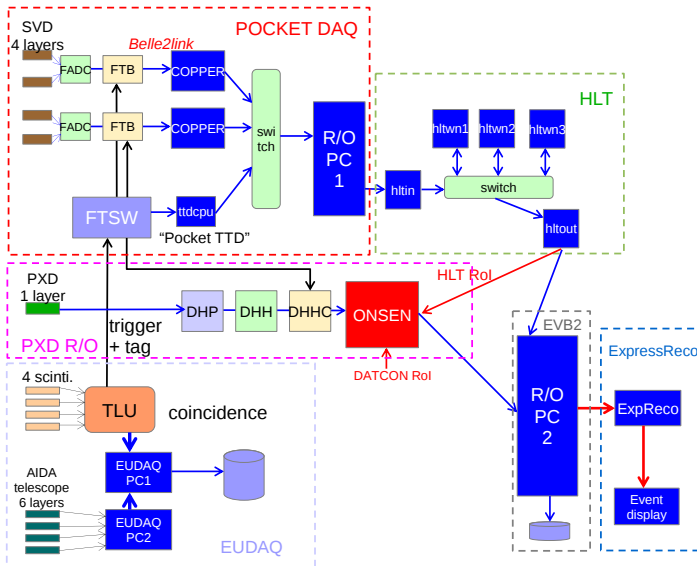 SVD
4 layers
Belle2link
POCKET DAQ
FADC
FTB
COPPER
FADC
FTB
COPPER
swi
tch
R/O
PC
1
HLT
hltwn1
hltwn2
hltwn3
hltin
switch
FTSW
ttdcpu
“Pocket TTD”
hltout
PXD
1 layer
HLT RoI
DHP
DHH
DHHC
ONSEN
trigger
+ tag
PXD R/O
DATCON RoI
EVB2
ExpressReco
4 scinti.
TLU
coincidence
R/O
PC
2
ExpReco
EUDAQ
PC1
AIDA
telescope
6 layers
EUDAQ
PC2
Event
display
EUDAQ